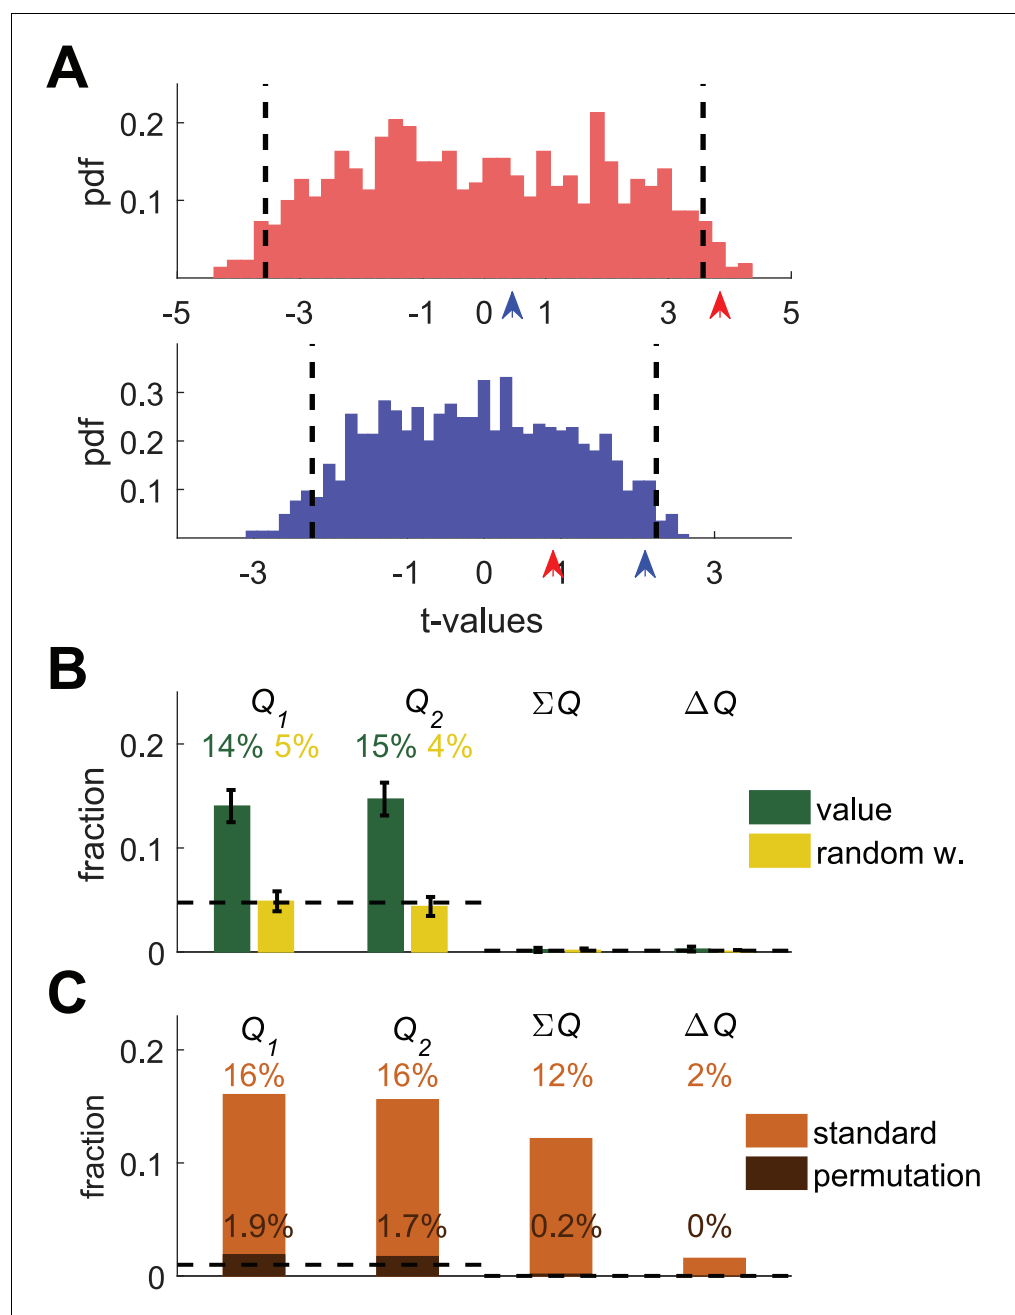 A
pdf
0.2
0.1
-5 -3 -1 0 1 3 5
pdf
0.3
0.2
0.1
-3 -1 0 1 3
t-values
B
Q1 Q2 ΣQ ΔQ
14% 5% 15% 4%
fraction
0.2
0.1
0
value
random w.
C
Q1 Q2 ΣQ ΔQ
16% 16% 12% 2%
fraction
0.2
0.1
0
1.9% 1.7% 0.2% 0%
standard
permutation